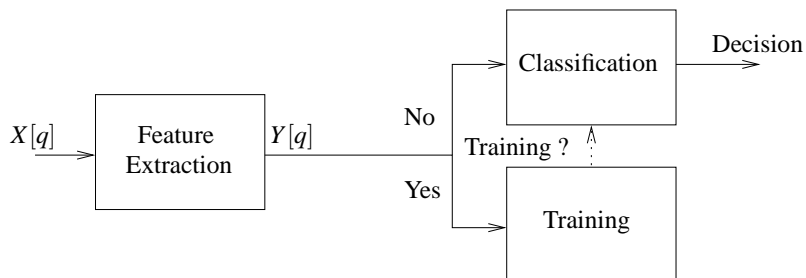 Decision
Classification
X[q]
Feature
Extraction
Y[q]
No
Training ?
Yes
Training